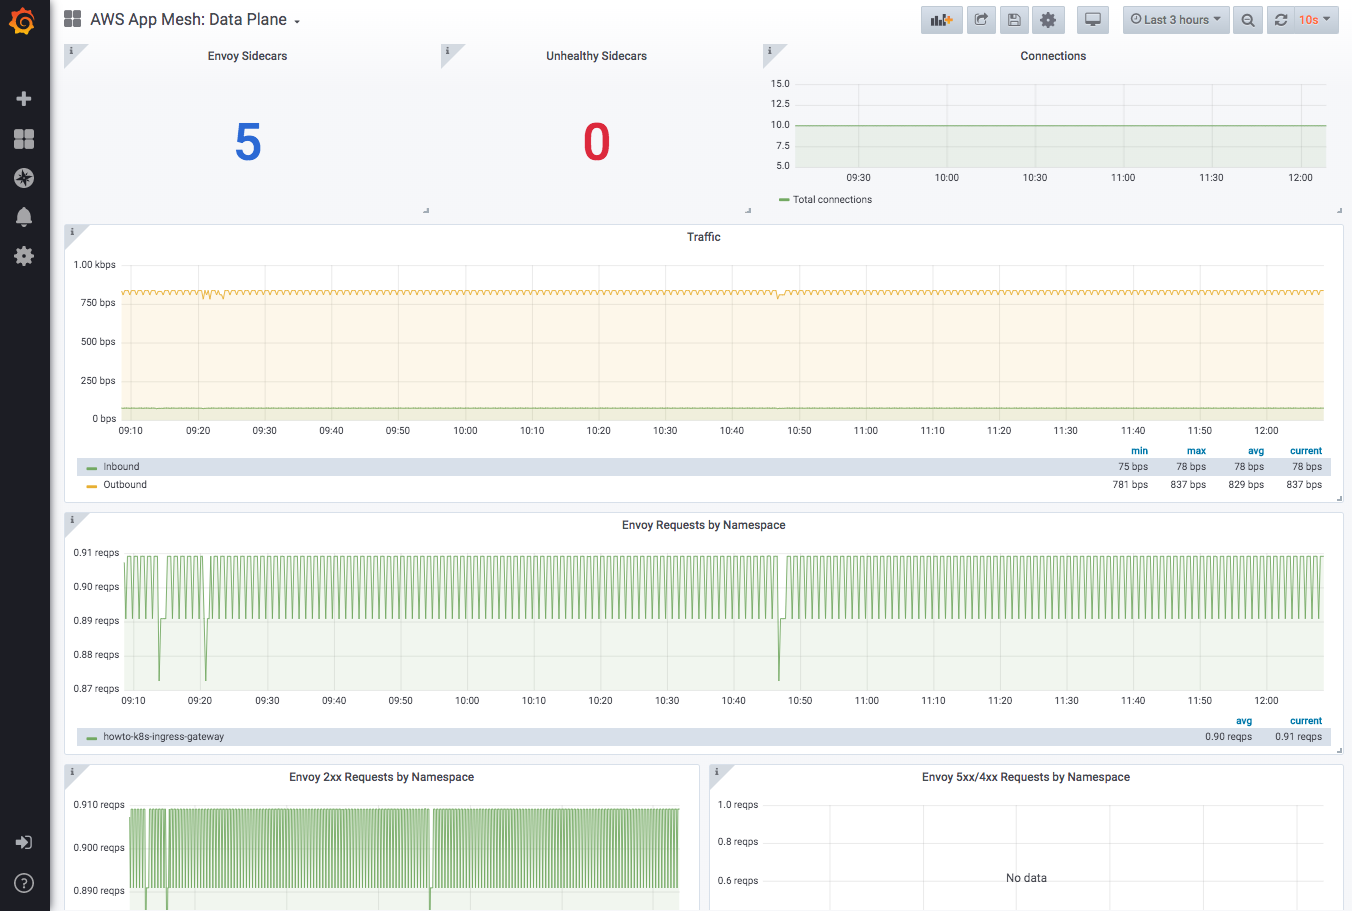 AWS App Mesh: Data Plane
Last 3 hours
10s
Envoy Sidecars
Unhealthy Sidecars
Connections
5
0
15.0
12.5
10.0
7.5
5.0
09:30 10:00 10:30 11:00 11:30 12:00
Total connections
Traffic
1.00 kbps
750 bps
500 bps
250 bps
0 bps
09:10 09:20 09:30 09:40 09:50 10:00 10:10 10:20 10:30 10:40 10:50 11:00 11:10 11:20 11:30 11:40 11:50 12:00
min max avg current
Inbound 75 bps 78 bps 78 bps 78 bps
Outbound 781 bps 837 bps 829 bps 837 bps
Envoy Requests by Namespace
0.91 reqps
0.90 reqps
0.89 reqps
0.88 reqps
0.87 reqps
09:10 09:20 09:30 09:40 09:50 10:00 10:10 10:20 10:30 10:40 10:50 11:00 11:10 11:20 11:30 11:40 11:50 12:00
avg current
howto-k8s-ingress-gateway 0.90 reqps 0.91 reqps
Envoy 2xx Requests by Namespace
0.910 reqps
0.900 reqps
0.890 reqps
Envoy 5xx/4xx Requests by Namespace
1.0 reqps
0.8 reqps
0.6 reqps
No data